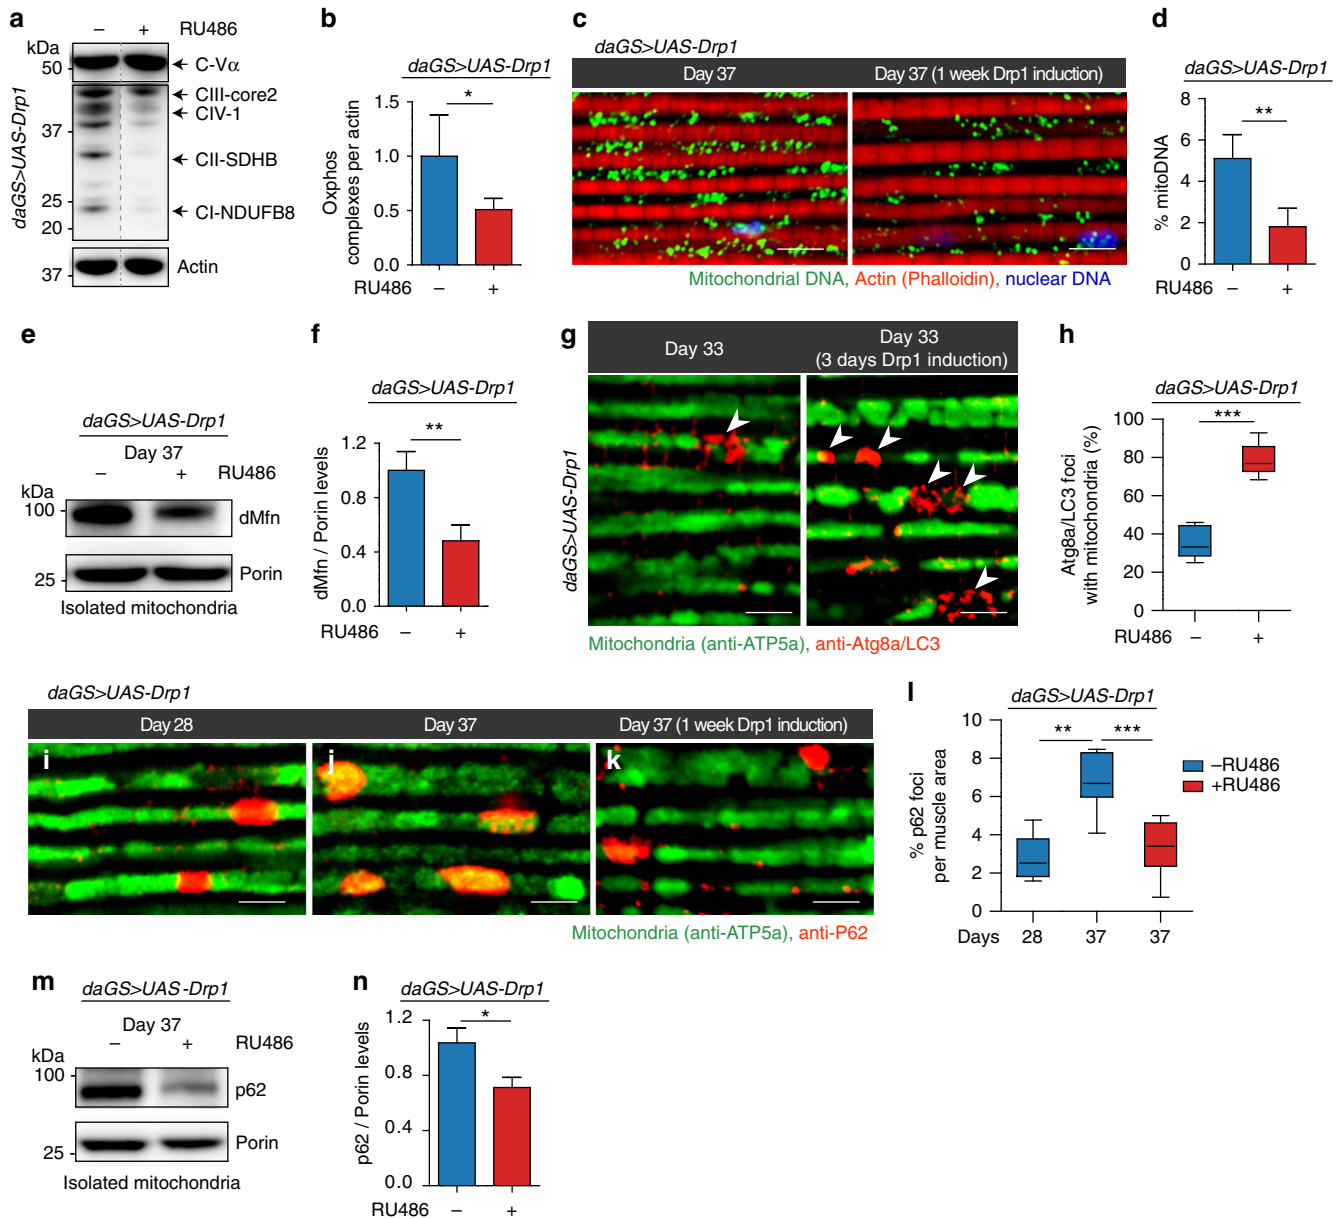 a
RU486
– +
kDa
50
37
25
20
37
daGS>UAS-Drp1
C-Vα
CIII-core2
CIV-1
CII-SDHB
CI-NDUFB8
Actin
b
daGS>UAS-Drp1
Oxphos
complexes per actin
1.5
1.0
0.5
0.0
*
RU486 – +
c
daGS>UAS-Drp1
Day 37
Day 37 (1 week Drp1 induction)
Mitochondrial DNA, Actin (Phalloidin), nuclear DNA
d
daGS>UAS-Drp1
% mitoDNA
8
6
4
2
0
**
RU486 – +
e
daGS>UAS-Drp1
Day 37
– + RU486
kDa
100
25
dMfn
Porin
Isolated mitochondria
f
daGS>UAS-Drp1
dMfn / Porin levels
1.2
0.8
0.4
0.0
**
RU486 – +
g
Day 33
Day 33
(3 days Drp1 induction)
daGS>UAS-Drp1
Mitochondria (anti-ATP5a), anti-Atg8a/LC3
h
daGS>UAS-Drp1
Atg8a/LC3 foci
with mitochondria (%)
100
80
60
40
20
0
***
RU486 – +
daGS>UAS-Drp1
Day 28
Day 37
Day 37 (1 week Drp1 induction)
i
j
k
Mitochondria (anti-ATP5a), anti-P62
l
daGS>UAS-Drp1
% p62 foci
per muscle area
10
8
6
4
2
0
** ***
–RU486
+RU486
Days 28 37 37
m
daGS>UAS-Drp1
Day 37
– + RU486
kDa
100
25
p62
Porin
Isolated mitochondria
n
daGS>UAS-Drp1
p62 / Porin levels
1.2
0.8
0.4
0.0
*
RU486 – +